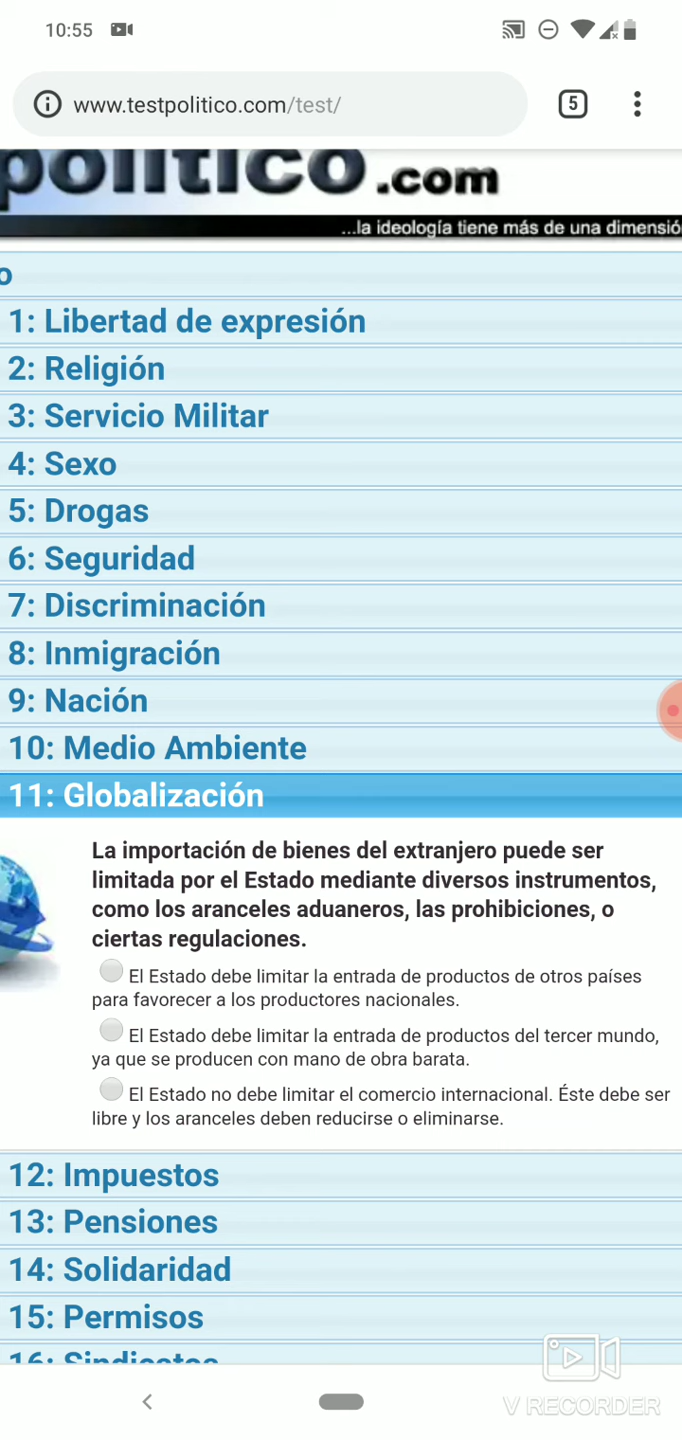 10:55
www.testpolitico.com/test/
5
politico.com
...la ideología tiene más de una dimensió
o
1: Libertad de expresión
2: Religión
3: Servicio Militar
4: Sexo
5: Drogas
6: Seguridad
7: Discriminación
8: Inmigración
9: Nación
10: Medio Ambiente
11: Globalización
La importación de bienes del extranjero puede ser
limitada por el Estado mediante diversos instrumentos,
como los aranceles aduaneros, las prohibiciones, o
ciertas regulaciones.
El Estado debe limitar la entrada de productos de otros países
para favorecer a los productores nacionales.
El Estado debe limitar la entrada de productos del tercer mundo,
ya que se producen con mano de obra barata.
El Estado no debe limitar el comercio internacional. Éste debe ser
libre y los aranceles deben reducirse o eliminarse.
12: Impuestos
13: Pensiones
14: Solidaridad
15: Permisos
16: Sindicatos
V RECORDER